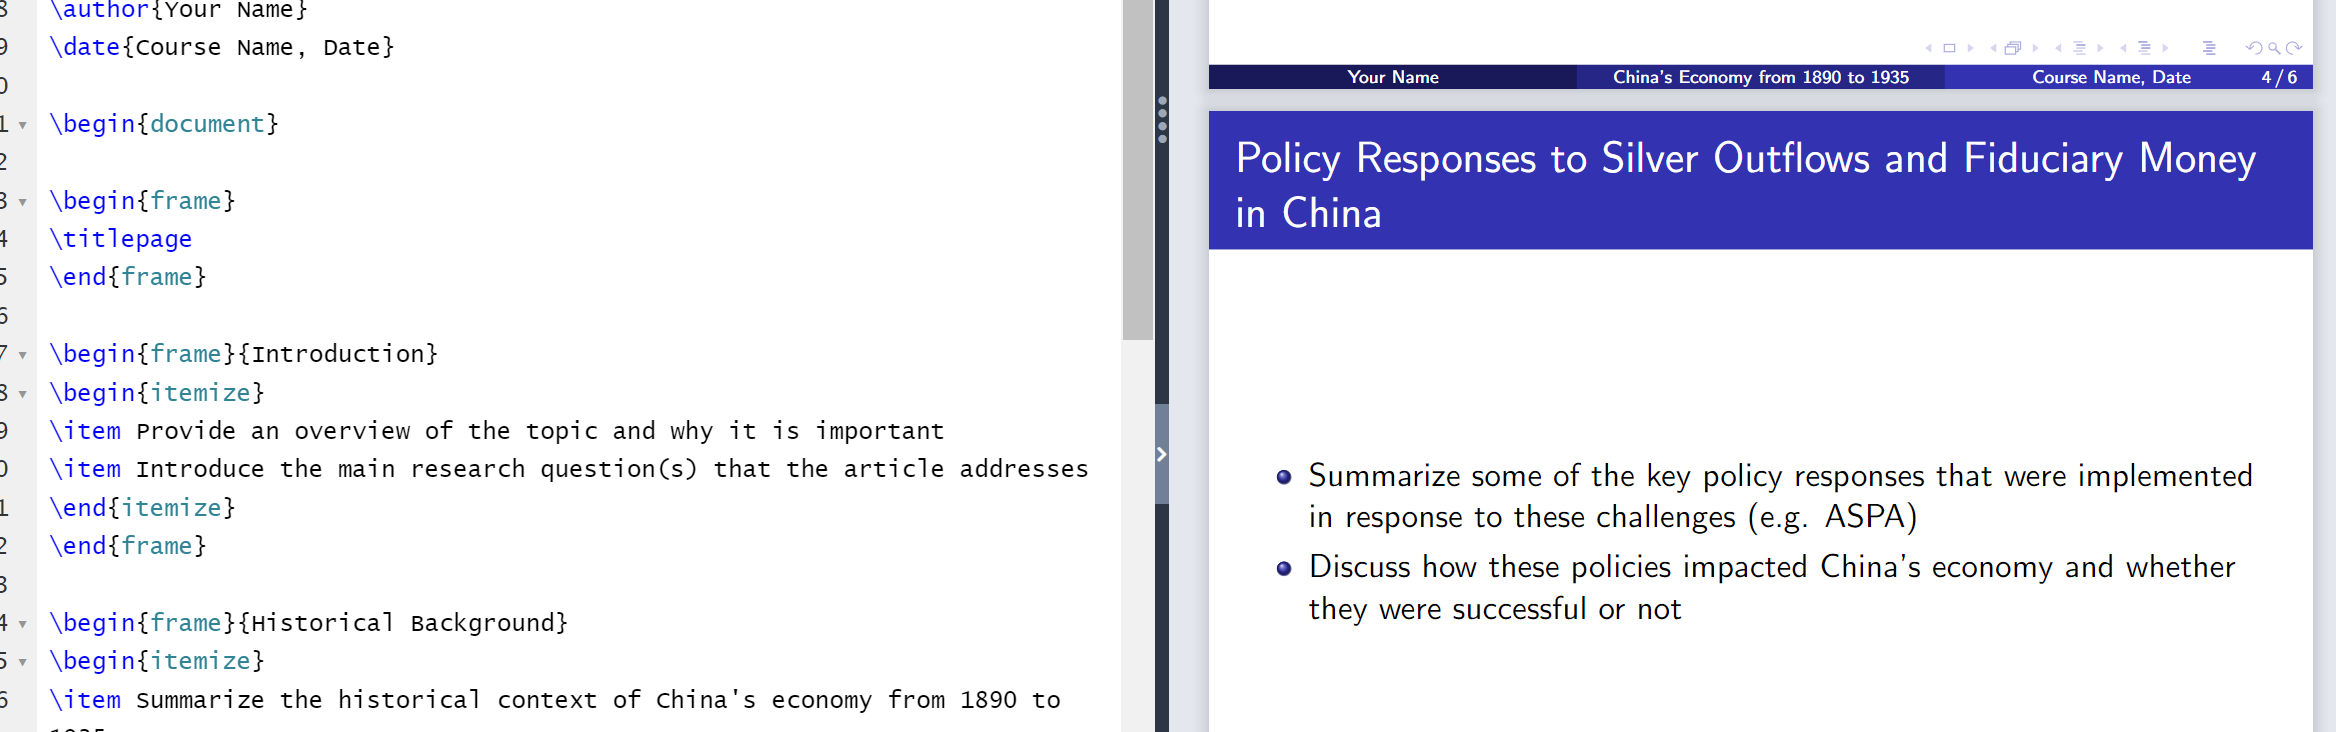 8 \author{Your Name}
9 \date{Course Name, Date}
0
1 \begin{document}
2
3 \begin{frame}
4 \titlepage
5 \end{frame}
6
7 \begin{frame}{Introduction}
8 \begin{itemize}
9 \item Provide an overview of the topic and why it is important
0 \item Introduce the main research question(s) that the article addresses
1 \end{itemize}
2 \end{frame}
3
4 \begin{frame}{Historical Background}
5 \begin{itemize}
6 \item Summarize the historical context of China's economy from 1890 to
Your Name China's Economy from 1890 to 1935 Course Name, Date 4 / 6
Policy Responses to Silver Outflows and Fiduciary Money
in China
Summarize some of the key policy responses that were implemented
in response to these challenges (e.g. ASPA)
Discuss how these policies impacted China's economy and whether
they were successful or not